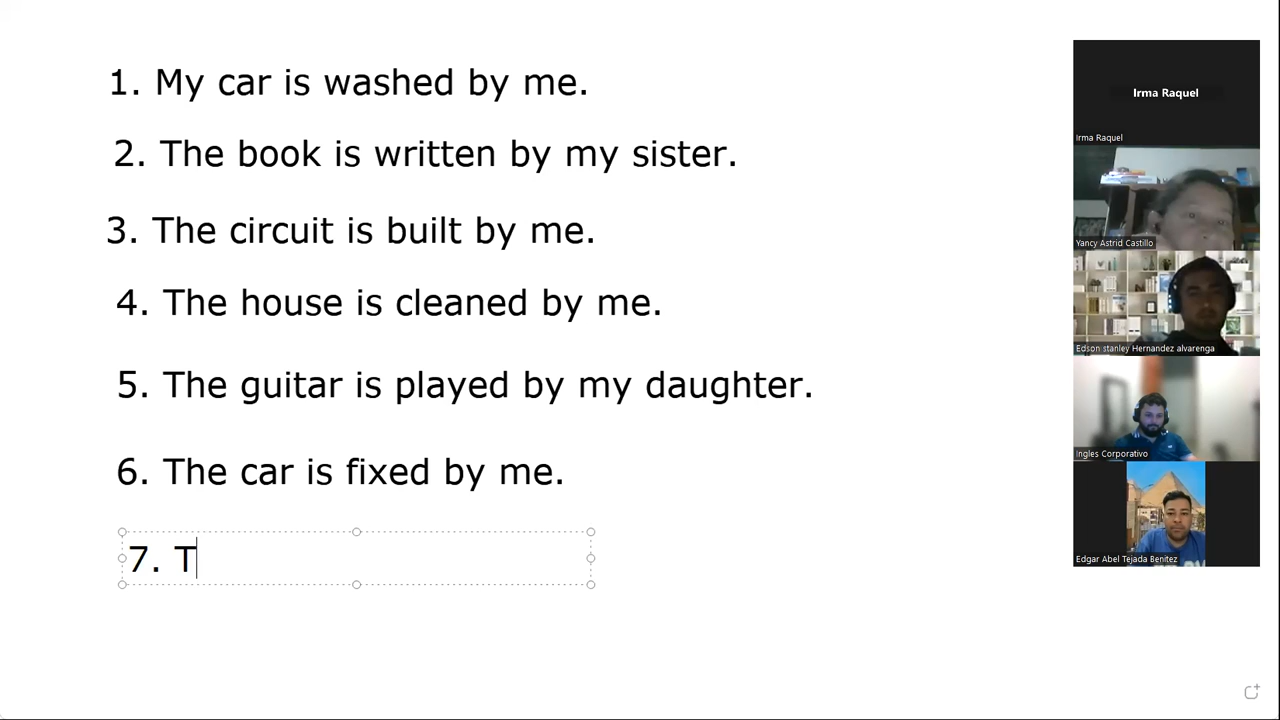 1. My car is washed by me.
2. The book is written by my sister.
3. The circuit is built by me.
4. The house is cleaned by me.
5. The guitar is played by my daughter.
6. The car is fixed by me.
7. T
Irma Raquel
Irma Raquel
Yancy Astrid Castillo
Edson stanley Hernandez alvarenga
Ingles Corporativo
Edgar Abel Tejada Benitez